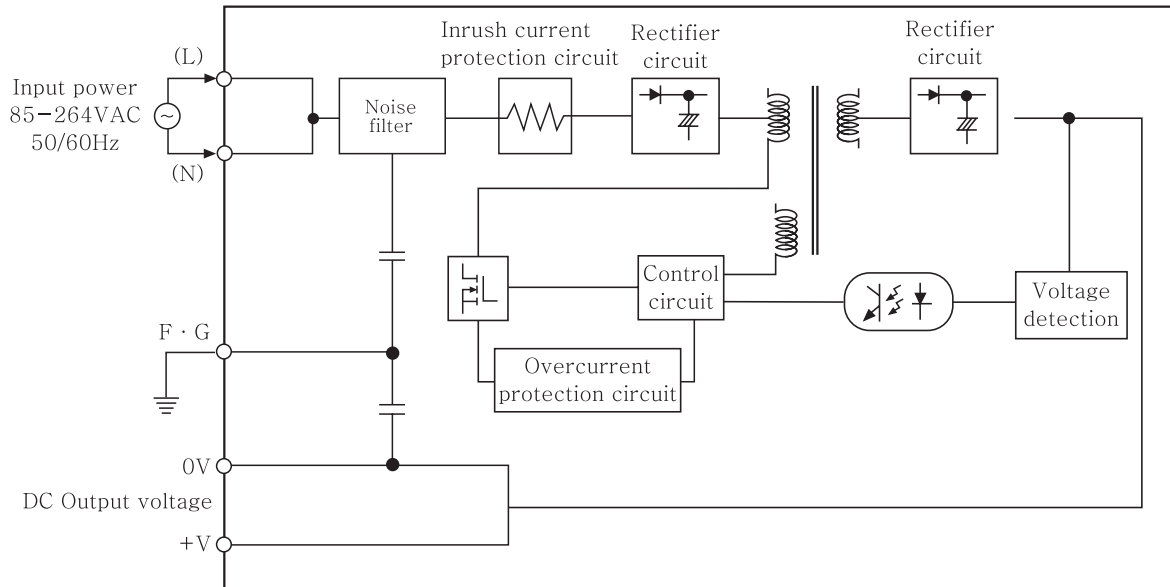 Inrush current
protection circuit
Rectifier
circuit
Rectifier
circuit
(L)
Input power
85-264VAC
50/60Hz
(N)
Noise
filter
Control
circuit
Voltage
detection
F · G
Overcurrent
protection circuit
0V
DC Output voltage
+V